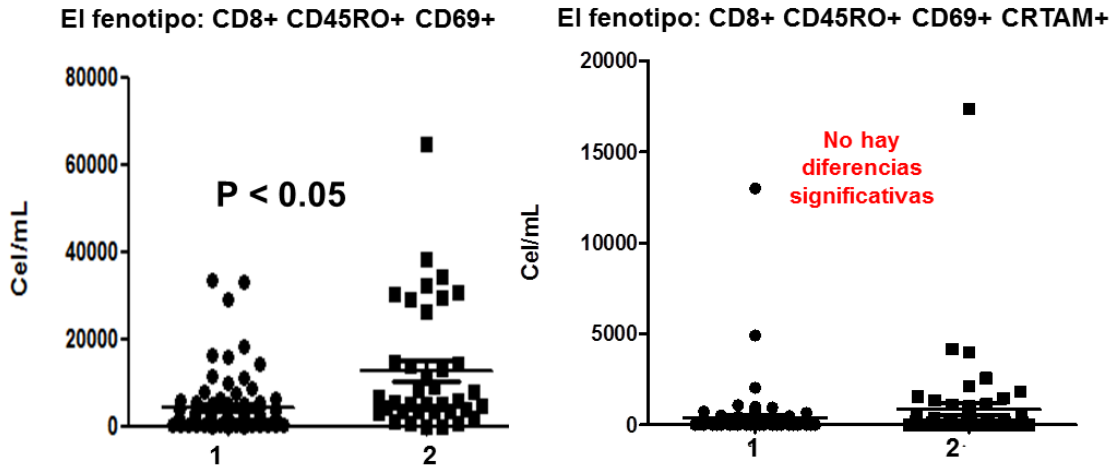 El fenotipo: CD8+ CD45RO+ CD69+
80000
60000
40000
20000
0
Cel/mL
P < 0.05
1
2
El fenotipo: CD8+ CD45RO+ CD69+ CRTAM+
20000
15000
10000
5000
0
Cel/mL
No hay
diferencias
significativas
1
2